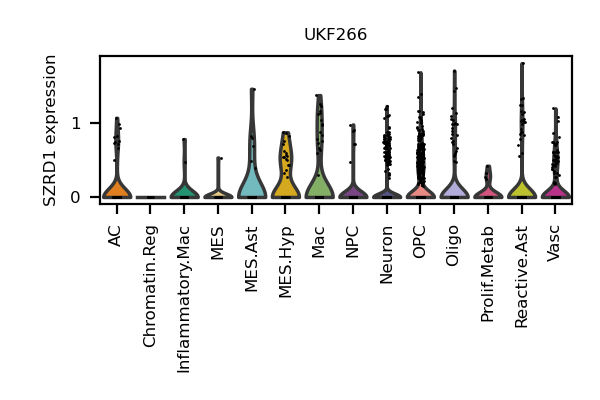 UKF266
SZRD1 expression
1
0
AC
Chromatin.Reg
Inflammatory.Mac
MES
MES.Ast
MES.Hyp
Mac
NPC
Neuron
OPC
Oligo
Prolif.Metab
Reactive.Ast
Vasc